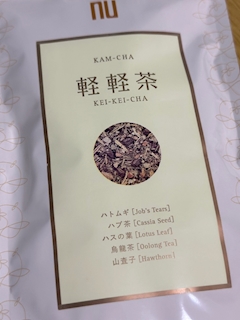 nu
KAM-CHA
軽軽茶
KEI-KEI-CHA
ハトムギ [Job's Tears]
ハブ茶 [Cassia Seed]
ハスの葉 [Lotus Leaf]
烏龍茶 [Oolong Tea]
山査子 [Hawthorn]